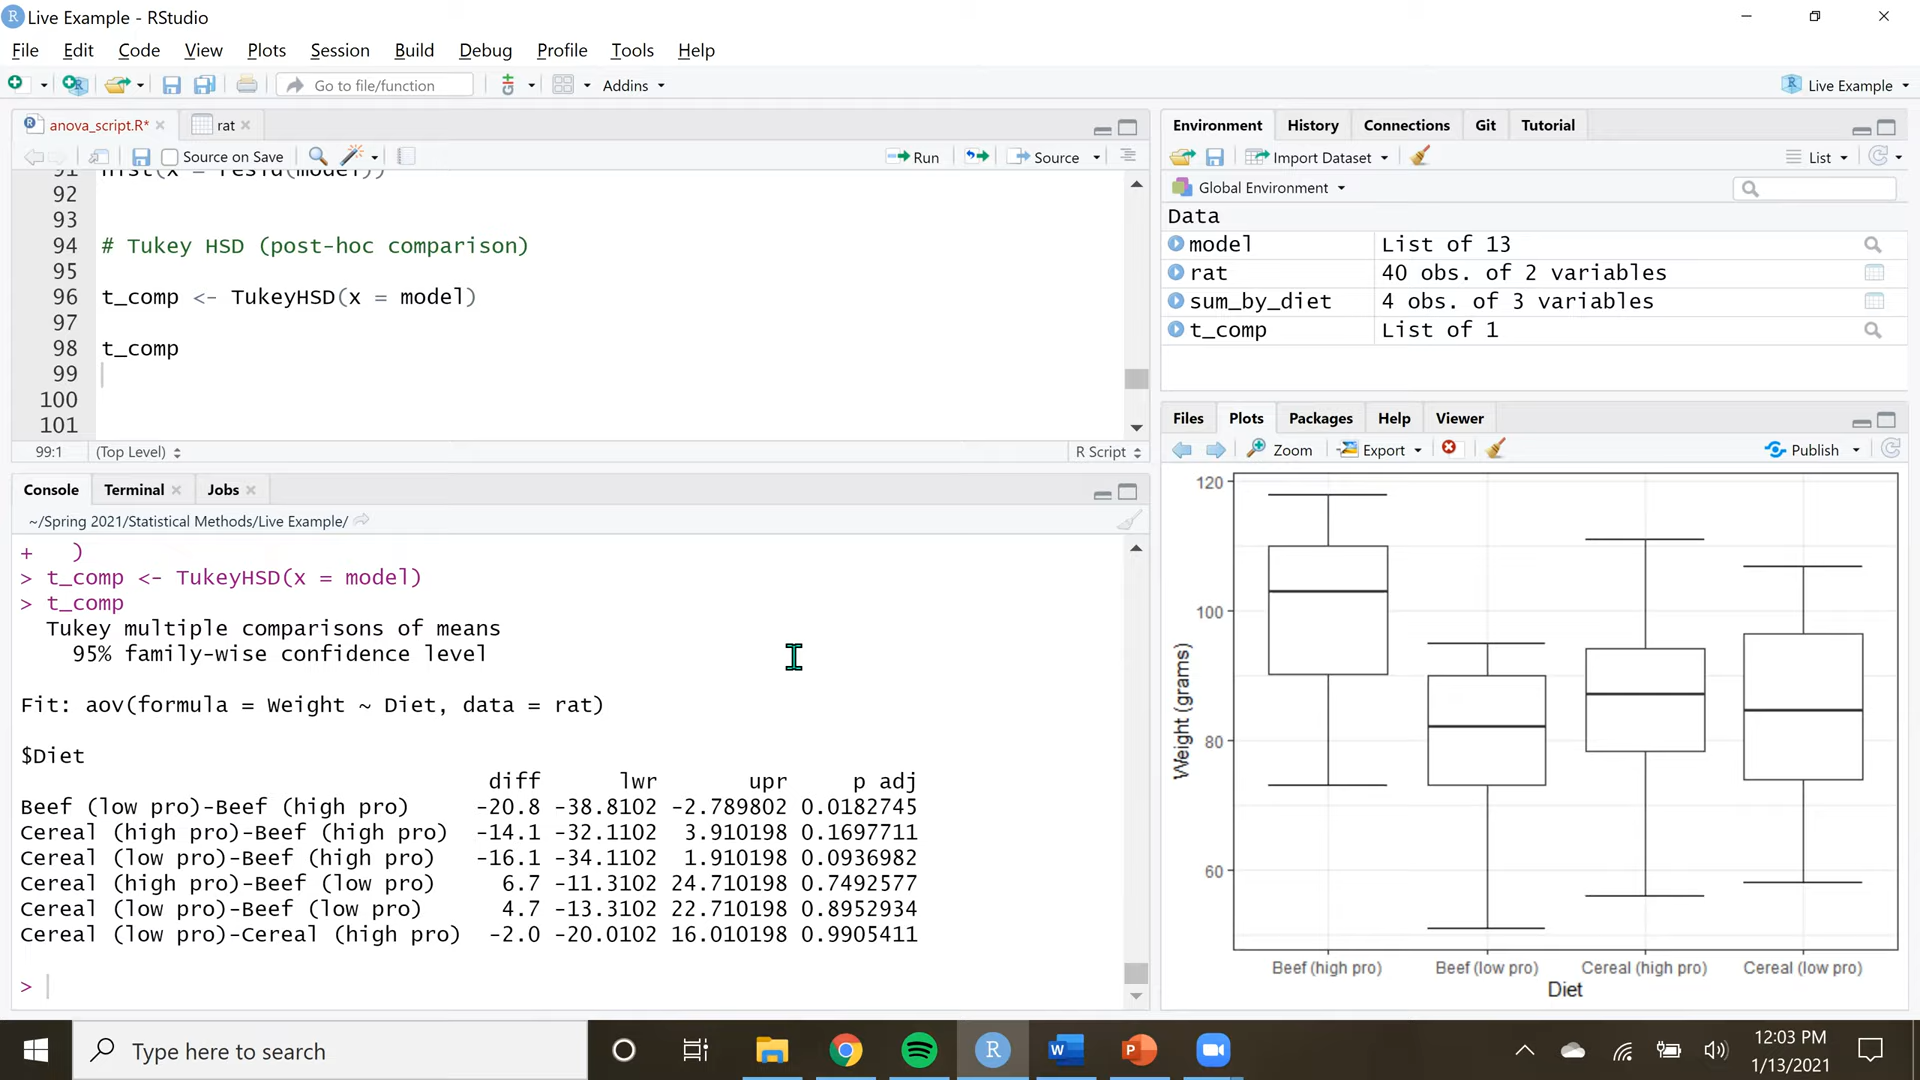 Live Example - RStudio
File Edit Code View Plots Session Build Debug Profile Tools Help
Go to file/function Addins Live Example
anova_script.R* rat
Source on Save Run Source
91 hist(x = resid(model))
92
93
94 # Tukey HSD (post-hoc comparison)
95
96 t_comp <- TukeyHSD(x = model)
97
98 t_comp
99
100
101
99:1 (Top Level) R Script
Console Terminal Jobs
~/Spring 2021/Statistical Methods/Live Example/
+ )
> t_comp <- TukeyHSD(x = model)
> t_comp
Tukey multiple comparisons of means
95% family-wise confidence level
Fit: aov(formula = Weight ~ Diet, data = rat)
$Diet
diff lwr upr p adj
Beef (low pro)-Beef (high pro) -20.8 -38.8102 -2.789802 0.0182745
Cereal (high pro)-Beef (high pro) -14.1 -32.1102 3.910198 0.1697711
Cereal (low pro)-Beef (high pro) -16.1 -34.1102 1.910198 0.0936982
Cereal (high pro)-Beef (low pro) 6.7 -11.3102 24.710198 0.7492577
Cereal (low pro)-Beef (low pro) 4.7 -13.3102 22.710198 0.8952934
Cereal (low pro)-Cereal (high pro) -2.0 -20.0102 16.010198 0.9905411
>
Environment History Connections Git Tutorial
Import Dataset List
Global Environment
Data
model List of 13
rat 40 obs. of 2 variables
sum_by_diet 4 obs. of 3 variables
t_comp List of 1
Files Plots Packages Help Viewer
Zoom Export Publish
120
100
80
60
Weight (grams)
Beef (high pro) Beef (low pro) Cereal (high pro) Cereal (low pro)
Diet
Type here to search
12:03 PM
1/13/2021